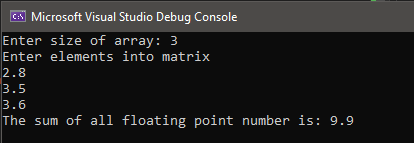 Microsoft Visual Studio Debug Console
Enter size of array: 3
Enter elements into matrix
2.8
3.5
3.6
The sum of all floating point number is: 9.9